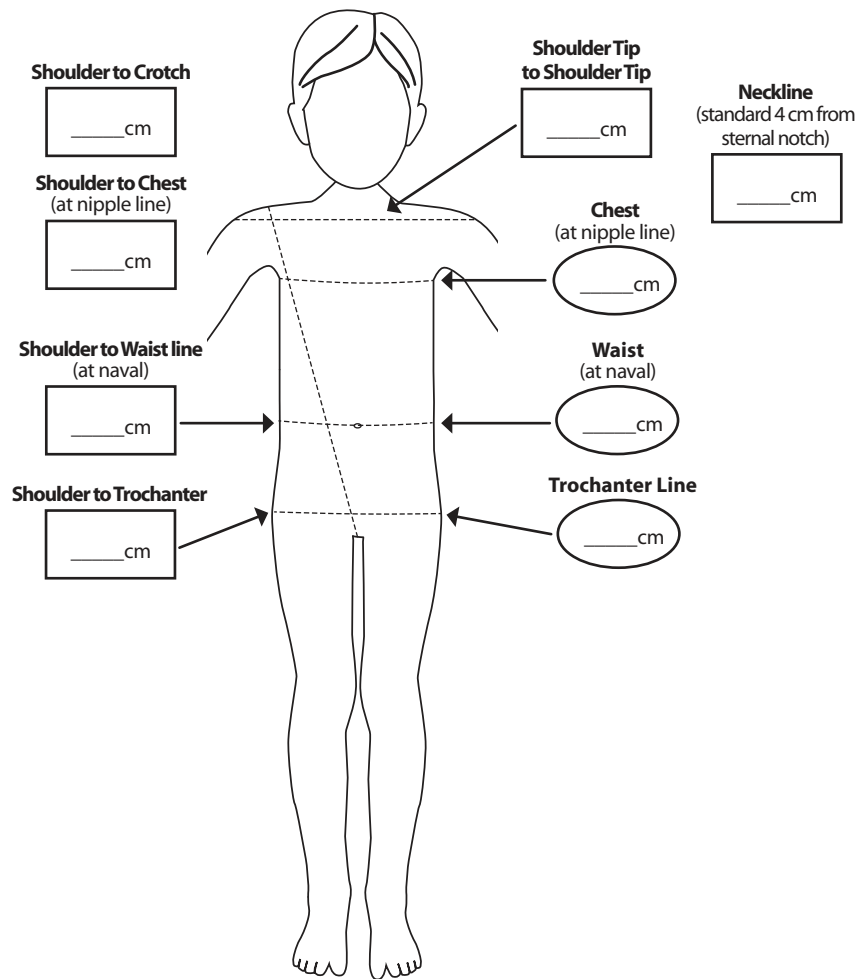 Shoulder to Crotch
_____cm
Shoulder to Chest
(at nipple line)
_____cm
Shoulder to Waist line
(at naval)
_____cm
Shoulder to Trochanter
_____cm
Shoulder Tip
to Shoulder Tip
_____cm
Neckline
(standard 4 cm from
sternal notch)
_____cm
Chest
(at nipple line)
_____cm
Waist
(at naval)
_____cm
Trochanter Line
_____cm